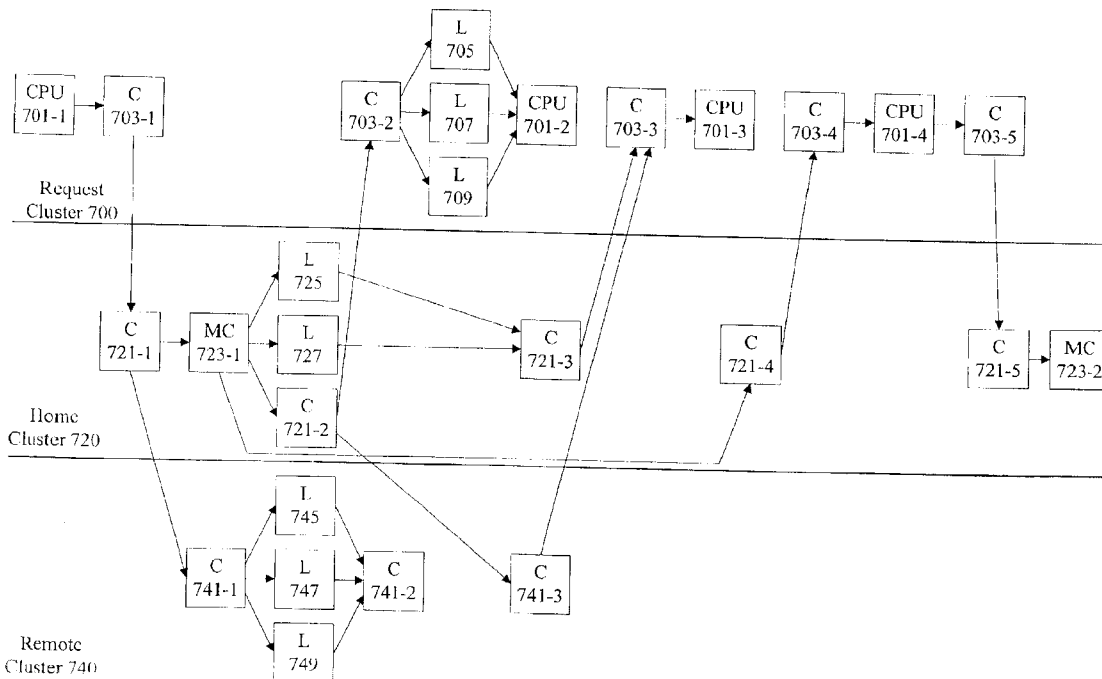 L
705
CPU
701-1
C
703-1
C
703-2
L
707
CPU
701-2
C
703-3
CPU
701-3
C
703-4
CPU
701-4
C
703-5
L
709
Request
Cluster 700
L
725
C
721-1
MC
723-1
L
727
C
721-3
C
721-4
C
721-5
MC
723-2
C
721-2
Home
Cluster 720
L
745
C
741-1
L
747
C
741-2
C
741-3
L
749
Remote
Cluster 740